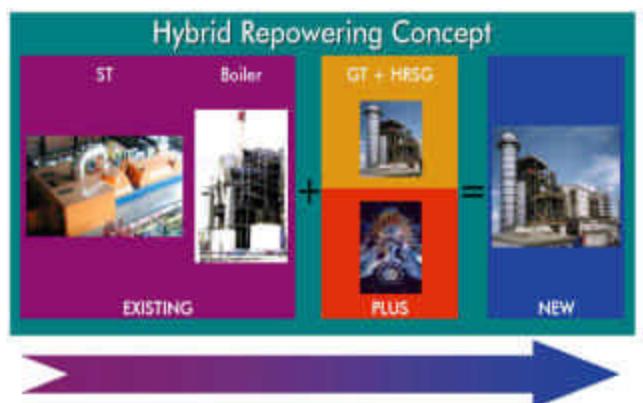 Hybrid Repowering Concept
ST Boiler GT + HRSG
+ =
EXISTING PLUS NEW